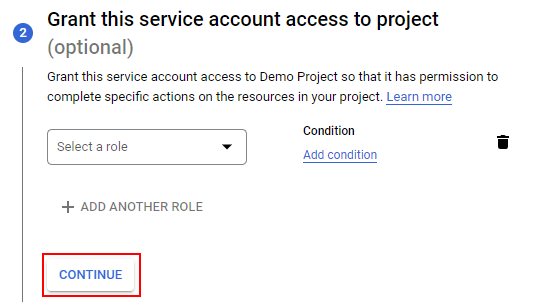 2
Grant this service account access to project
(optional)
Grant this service account access to Demo Project so that it has permission to
complete specific actions on the resources in your project. Learn more
Select a role
Condition
Add condition
ADD ANOTHER ROLE
CONTINUE